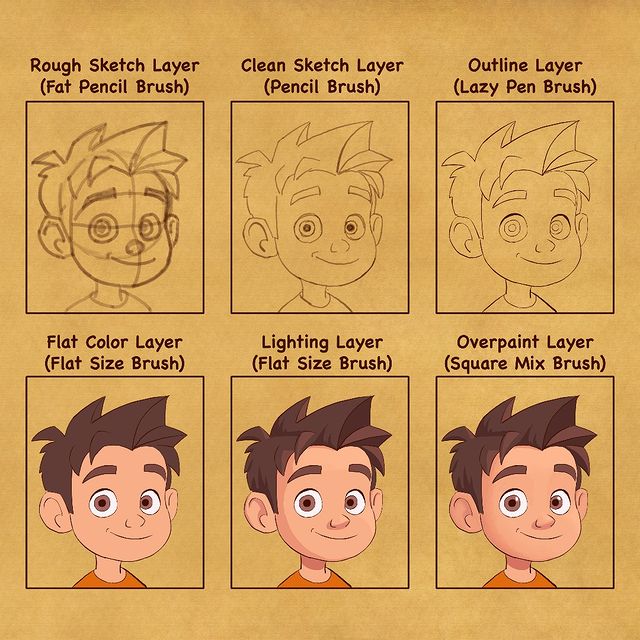 Rough Sketch Layer
(Fat Pencil Brush)
Clean Sketch Layer
(Pencil Brush)
Outline Layer
(Lazy Pen Brush)
Flat Color Layer
(Flat Size Brush)
Lighting Layer
(Flat Size Brush)
Overpaint Layer
(Square Mix Brush)